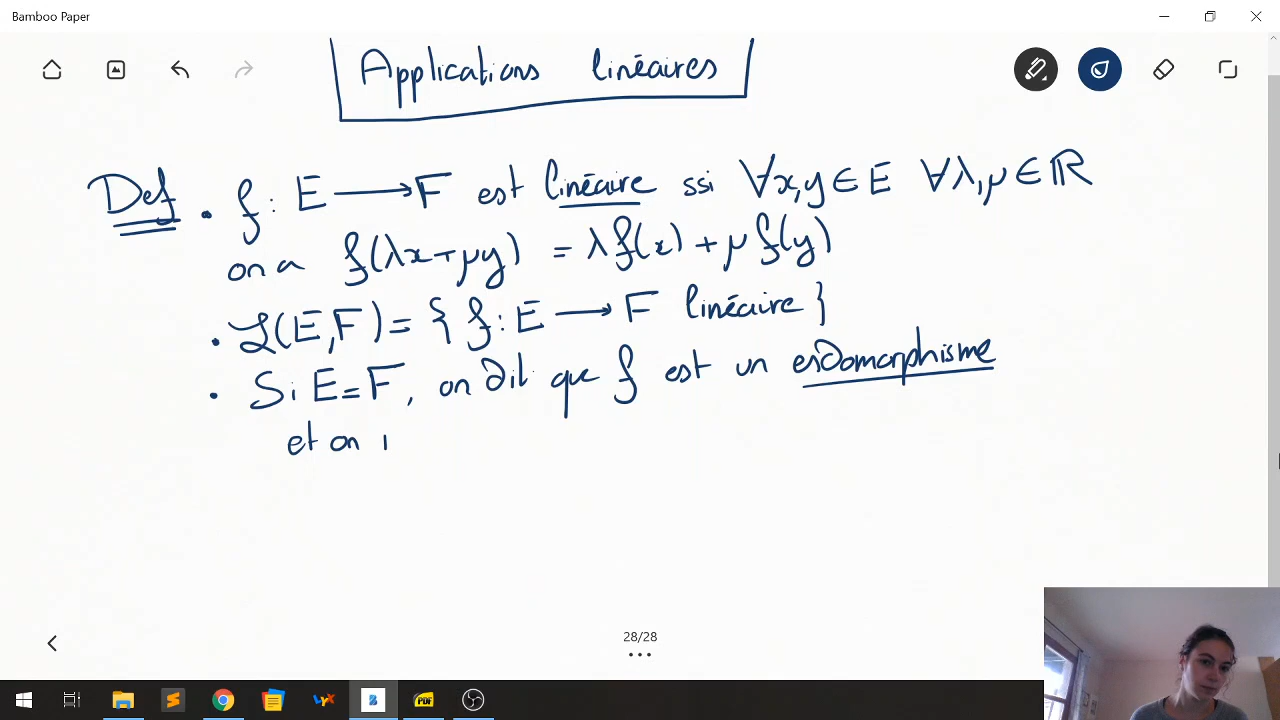 Bamboo Paper
Applications linéaires
Def • f : E ⟶ F est linéaire ssi ∀x,y ∈ E ∀λ,μ ∈ ℝ
on a f(λx+μy) = λf(x) + μf(y)
• ℒ(E,F) = { f : E ⟶ F linéaire }
• Si E = F, on dit que f est un endomorphisme
et on
28/28
PDF